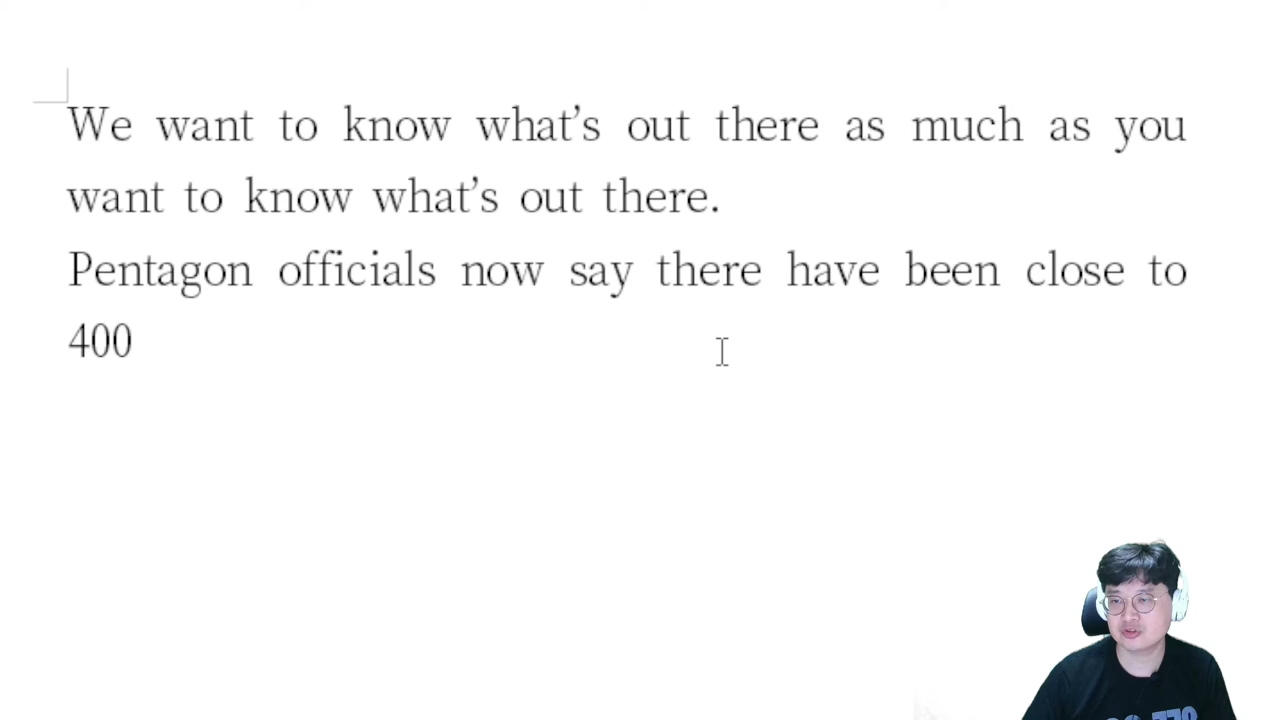 We want to know what’s out there as much as you
want to know what’s out there.
Pentagon officials now say there have been close to
400